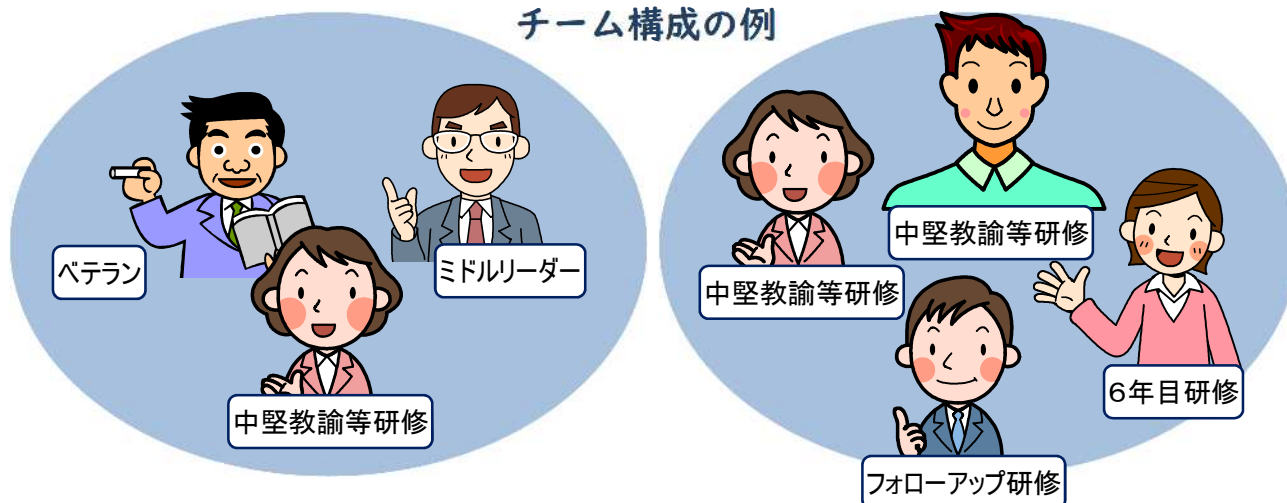 チーム構成の例
ベテラン
ミドルリーダー
中堅教諭等研修
中堅教諭等研修
中堅教諭等研修
6年目研修
フォローアップ研修